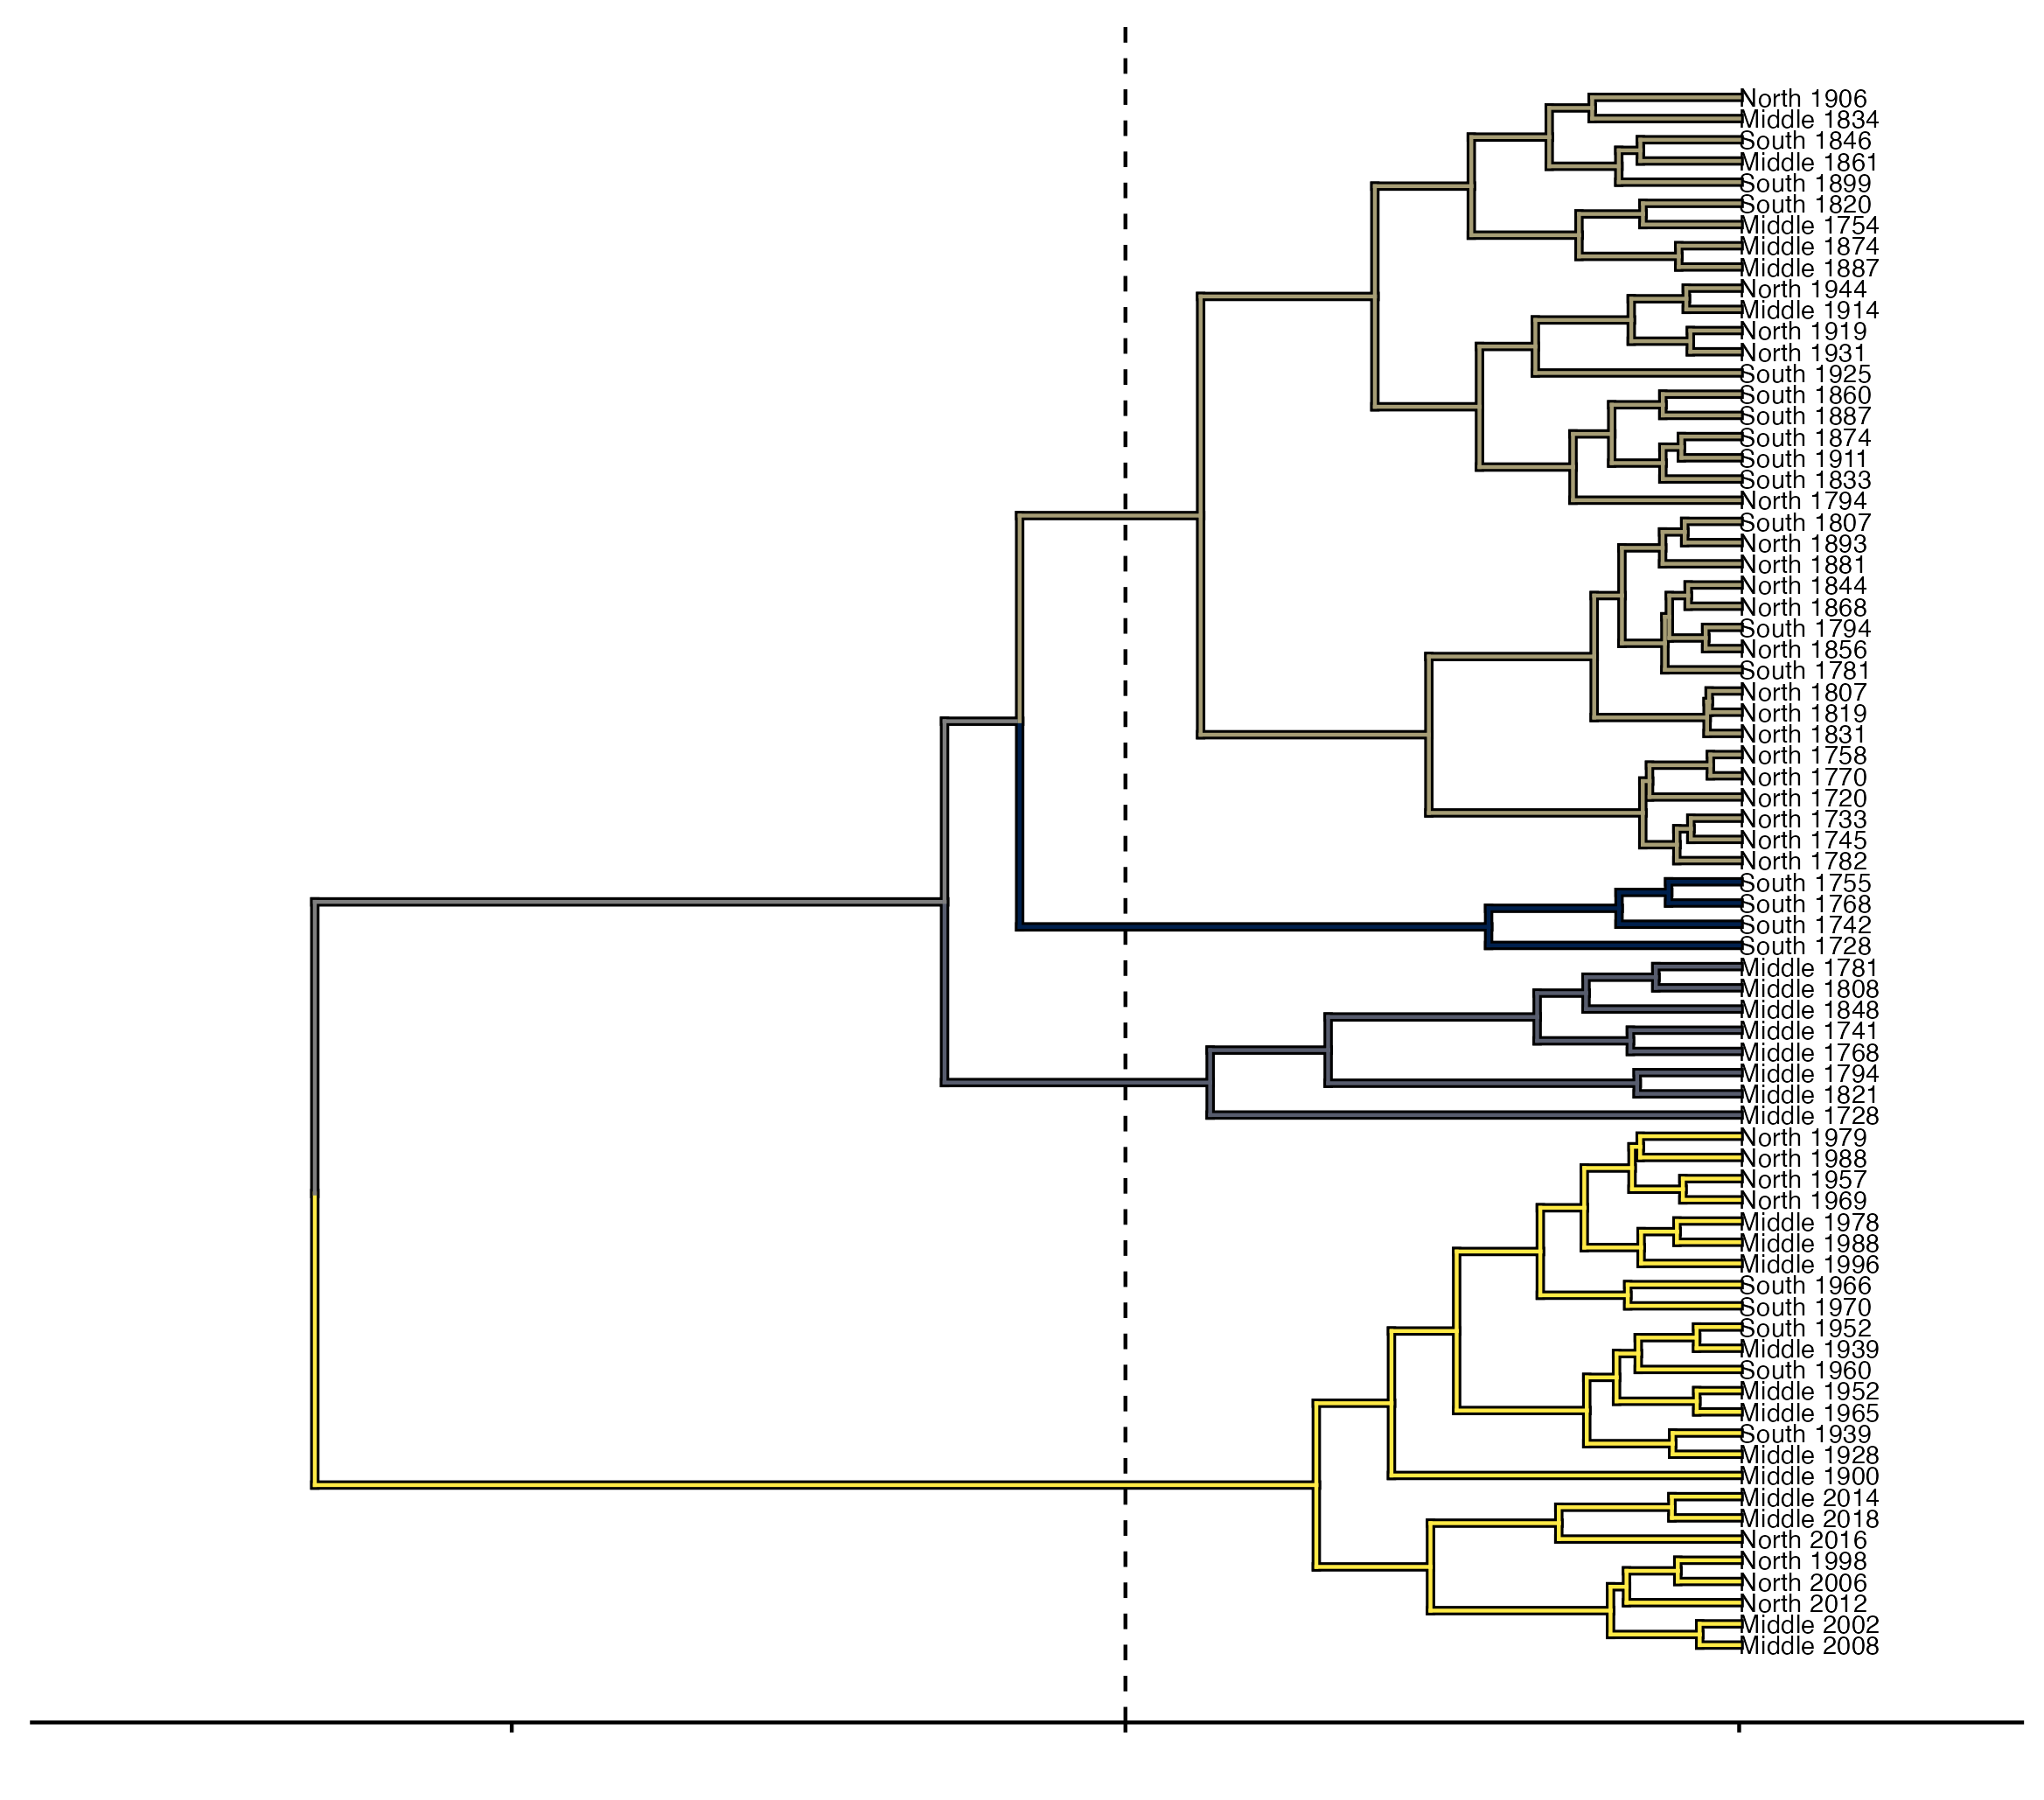 North 1906
Middle 1834
South 1846
Middle 1861
South 1899
South 1820
Middle 1754
Middle 1874
Middle 1887
North 1944
Middle 1914
North 1919
North 1931
South 1925
South 1860
South 1887
South 1874
South 1911
South 1833
North 1794
South 1807
North 1893
North 1881
North 1844
North 1868
South 1794
North 1856
South 1781
North 1807
North 1819
North 1831
North 1758
North 1770
North 1720
North 1733
North 1745
North 1782
South 1755
South 1768
South 1742
South 1728
Middle 1781
Middle 1808
Middle 1848
Middle 1741
Middle 1768
Middle 1794
Middle 1821
Middle 1728
North 1979
North 1988
North 1957
North 1969
Middle 1978
Middle 1988
Middle 1996
South 1966
South 1970
South 1952
Middle 1939
South 1960
Middle 1952
Middle 1965
South 1939
Middle 1928
Middle 1900
Middle 2014
Middle 2018
North 2016
North 1998
North 2006
North 2012
Middle 2002
Middle 2008